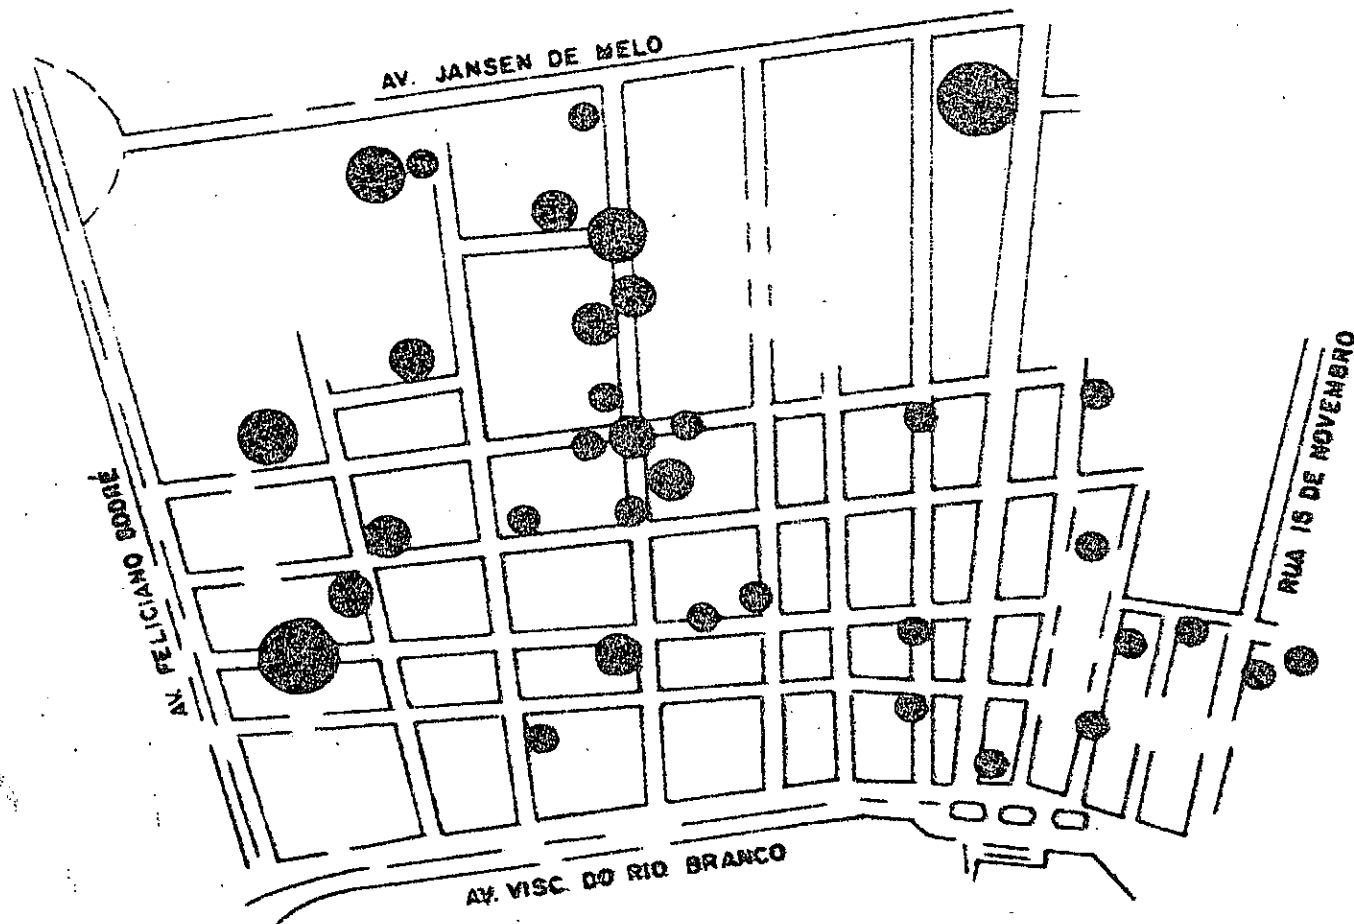 AV. JANSEN DE MELO
AV. FELICIANO SODRÉ
RUA 15 DE NOVEMBRO
AV. VISC. DO RIO BRANCO